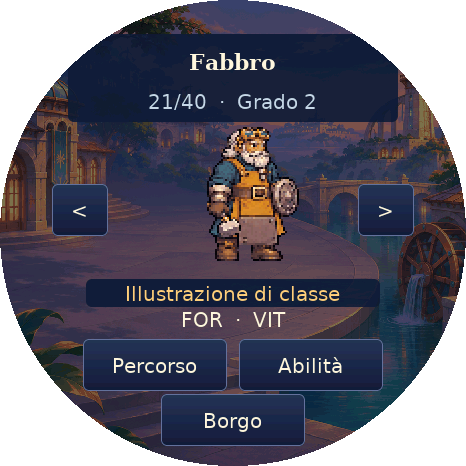 Fabbro
21/40 · Grado 2
< >
Illustrazione di classe
FOR · VIT
Percorso Abilità
Borgo